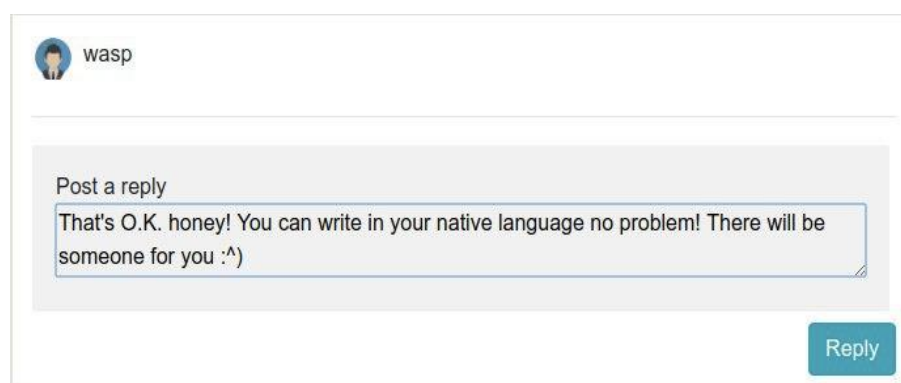 wasp
Post a reply
That's O.K. honey! You can write in your native language no problem! There will be
someone for you :^)
Reply